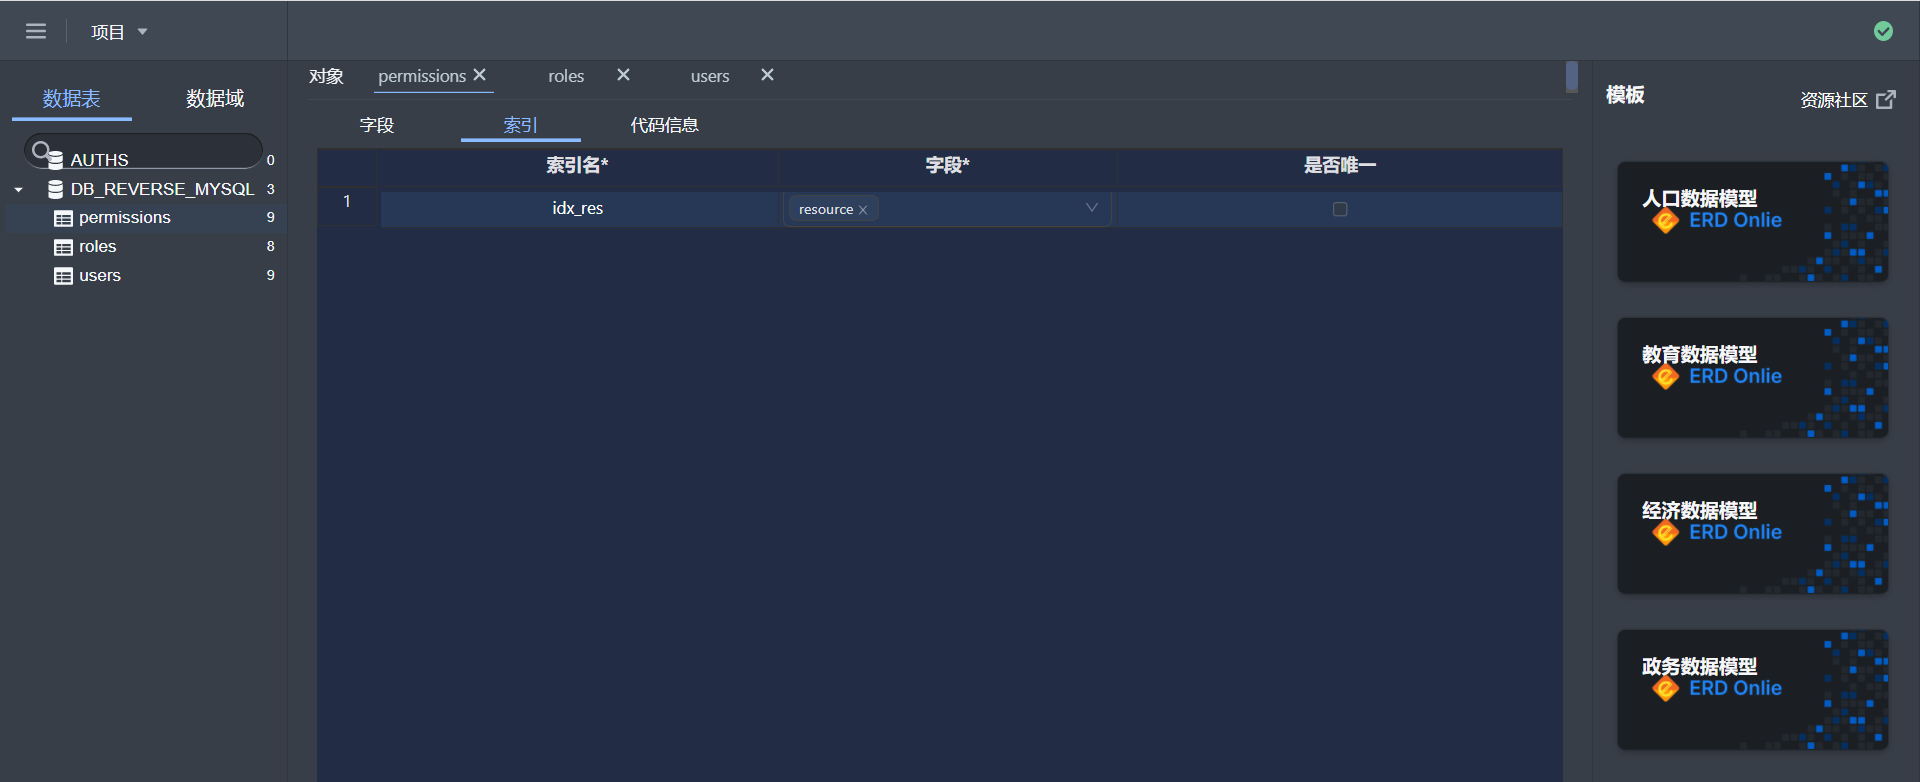 项目
数据表 数据域
AUTHS 0
DB_REVERSE_MYSQL 3
permissions 9
roles 8
users 9
对象 permissions roles users
字段 索引 代码信息
索引名* 字段* 是否唯一
1 idx_res resource
模板 资源社区
人口数据模型
ERD Onlie
教育数据模型
ERD Onlie
经济数据模型
ERD Onlie
政务数据模型
ERD Onlie